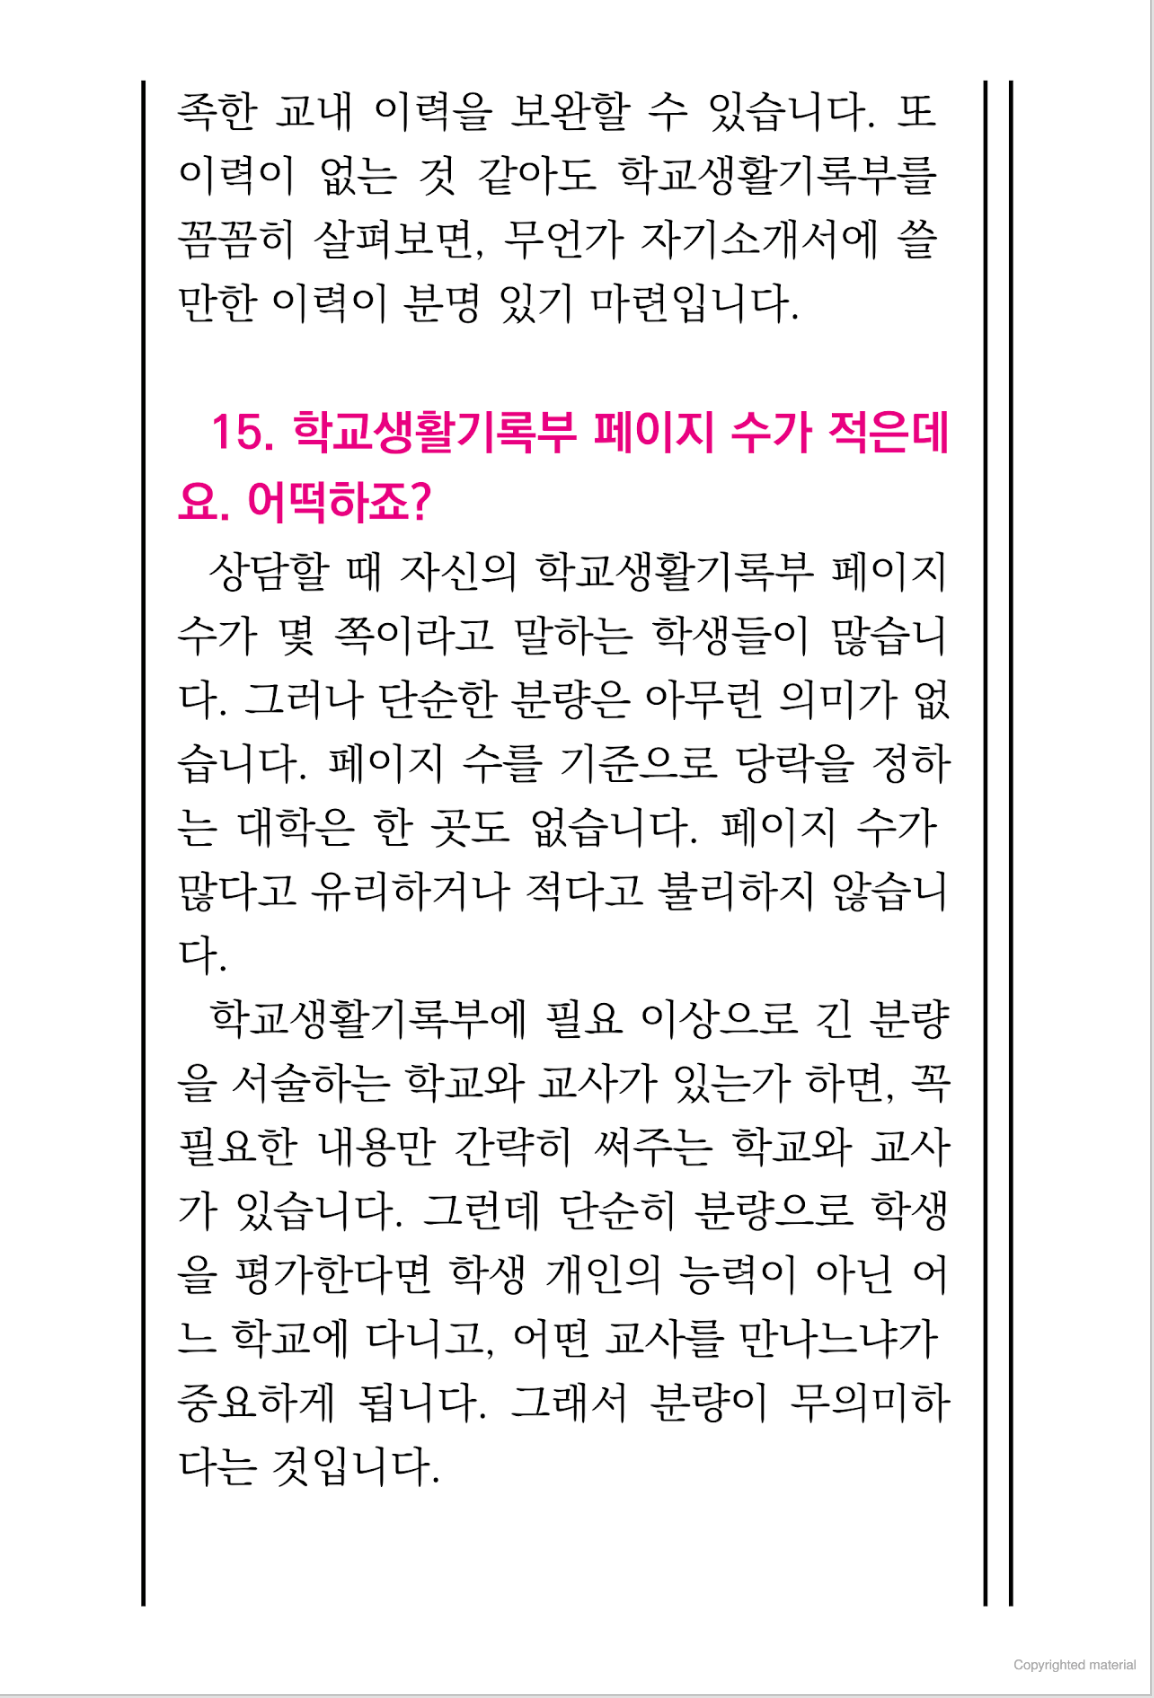 족한 교내 이력을 보완할 수 있습니다. 또
이력이 없는 것 같아도 학교생활기록부를
꼼꼼히 살펴보면, 무언가 자기소개서에 쓸
만한 이력이 분명 있기 마련입니다.
15. 학교생활기록부 페이지 수가 적은데
요. 어떡하죠?
상담할 때 자신의 학교생활기록부 페이지
수가 몇 쪽이라고 말하는 학생들이 많습니
다. 그러나 단순한 분량은 아무런 의미가 없
습니다. 페이지 수를 기준으로 당락을 정하
는 대학은 한 곳도 없습니다. 페이지 수가
많다고 유리하거나 적다고 불리하지 않습니
다.
학교생활기록부에 필요 이상으로 긴 분량
을 서술하는 학교와 교사가 있는가 하면, 꼭
필요한 내용만 간략히 써주는 학교와 교사
가 있습니다. 그런데 단순히 분량으로 학생
을 평가한다면 학생 개인의 능력이 아닌 어
느 학교에 다니고, 어떤 교사를 만나느냐가
중요하게 됩니다. 그래서 분량이 무의미하
다는 것입니다.
Copyrighted material